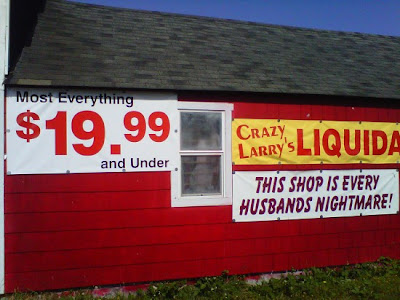 Most Everything
$19.99
and Under
CRAZY
LARRY'S LIQUIDA
THIS SHOP IS EVERY
HUSBANDS NIGHTMARE!